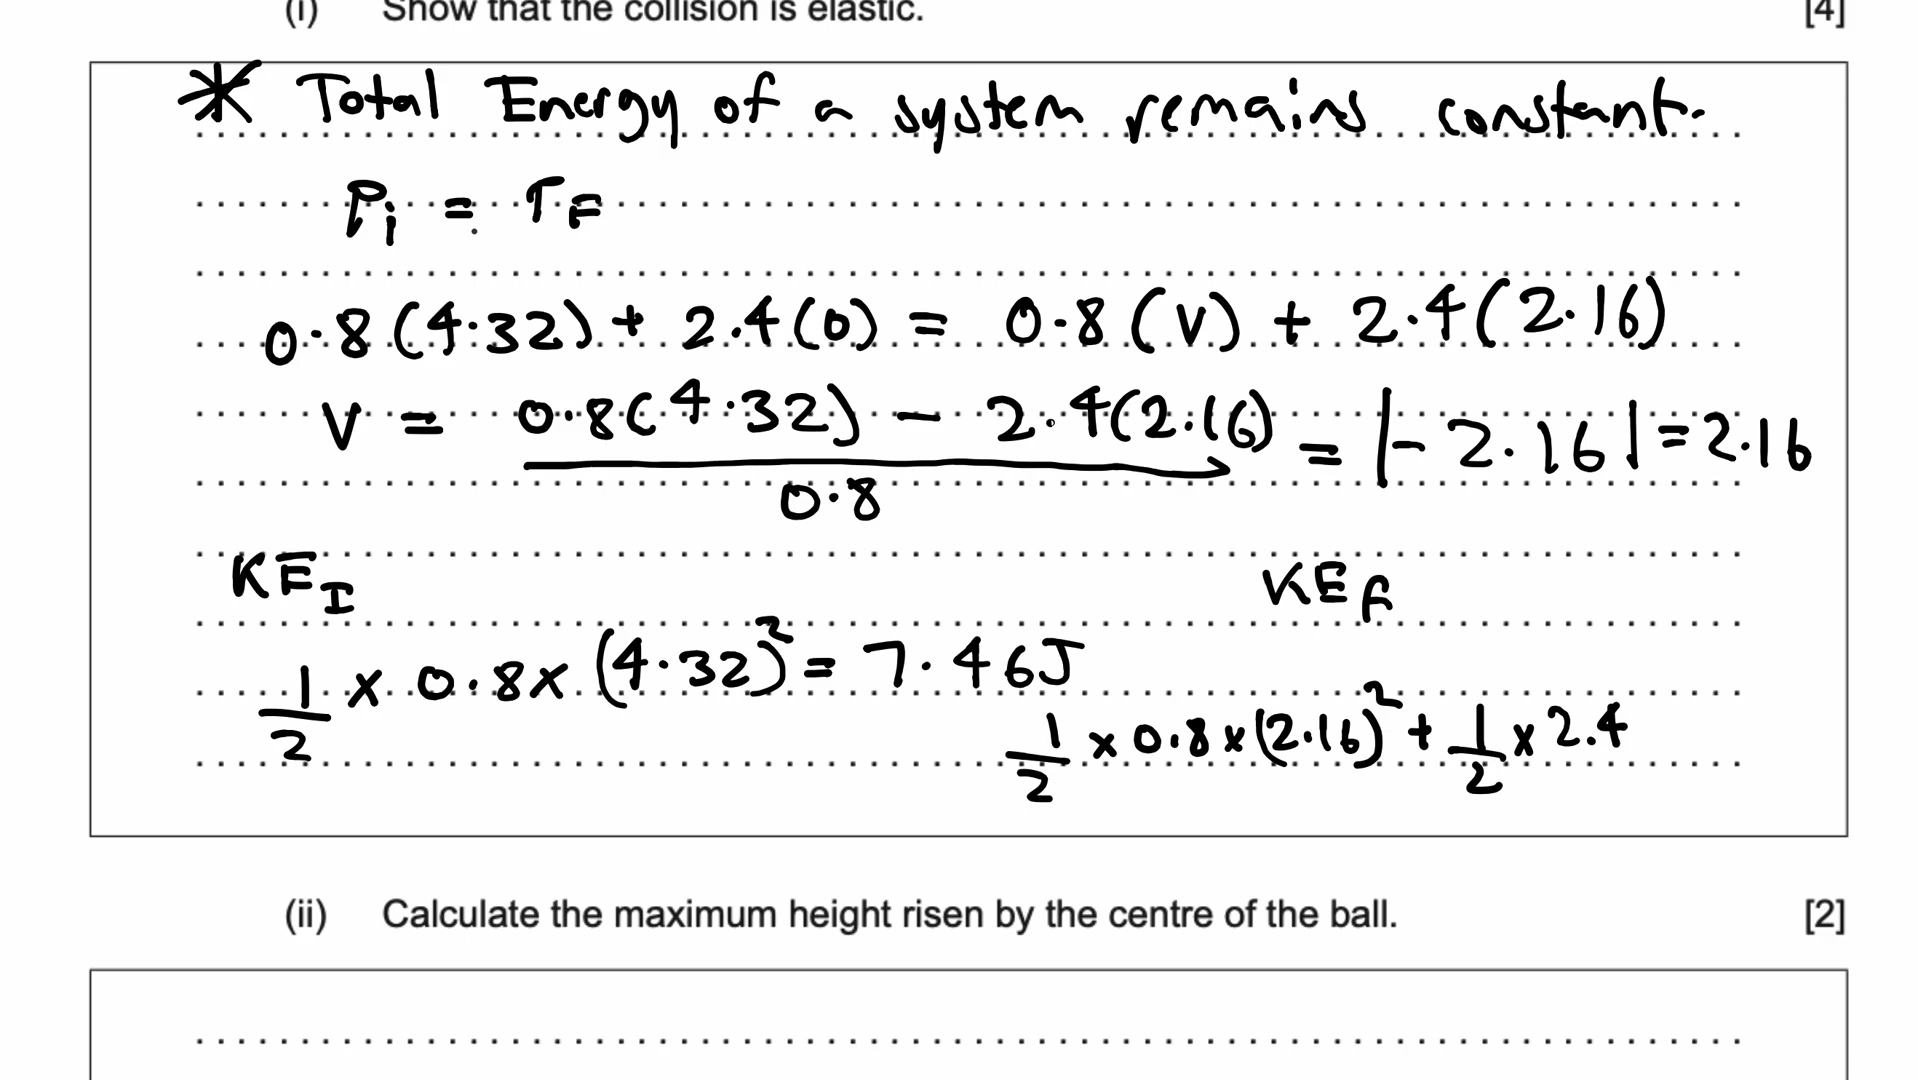 (i) Show that the collision is elastic. [4]
* Total Energy of a system remains constant.
Pi = PF
0.8(4.32) + 2.4(0) = 0.8(V) + 2.4(2.16)
V = 0.8(4.32) - 2.4(2.16) / 0.8 = |-2.16| = 2.16
KEI KEF
1/2 x 0.8 x (4.32)² = 7.46J
1/2 x 0.8 x (2.16)² + 1/2 x 2.4
(ii) Calculate the maximum height risen by the centre of the ball. [2]